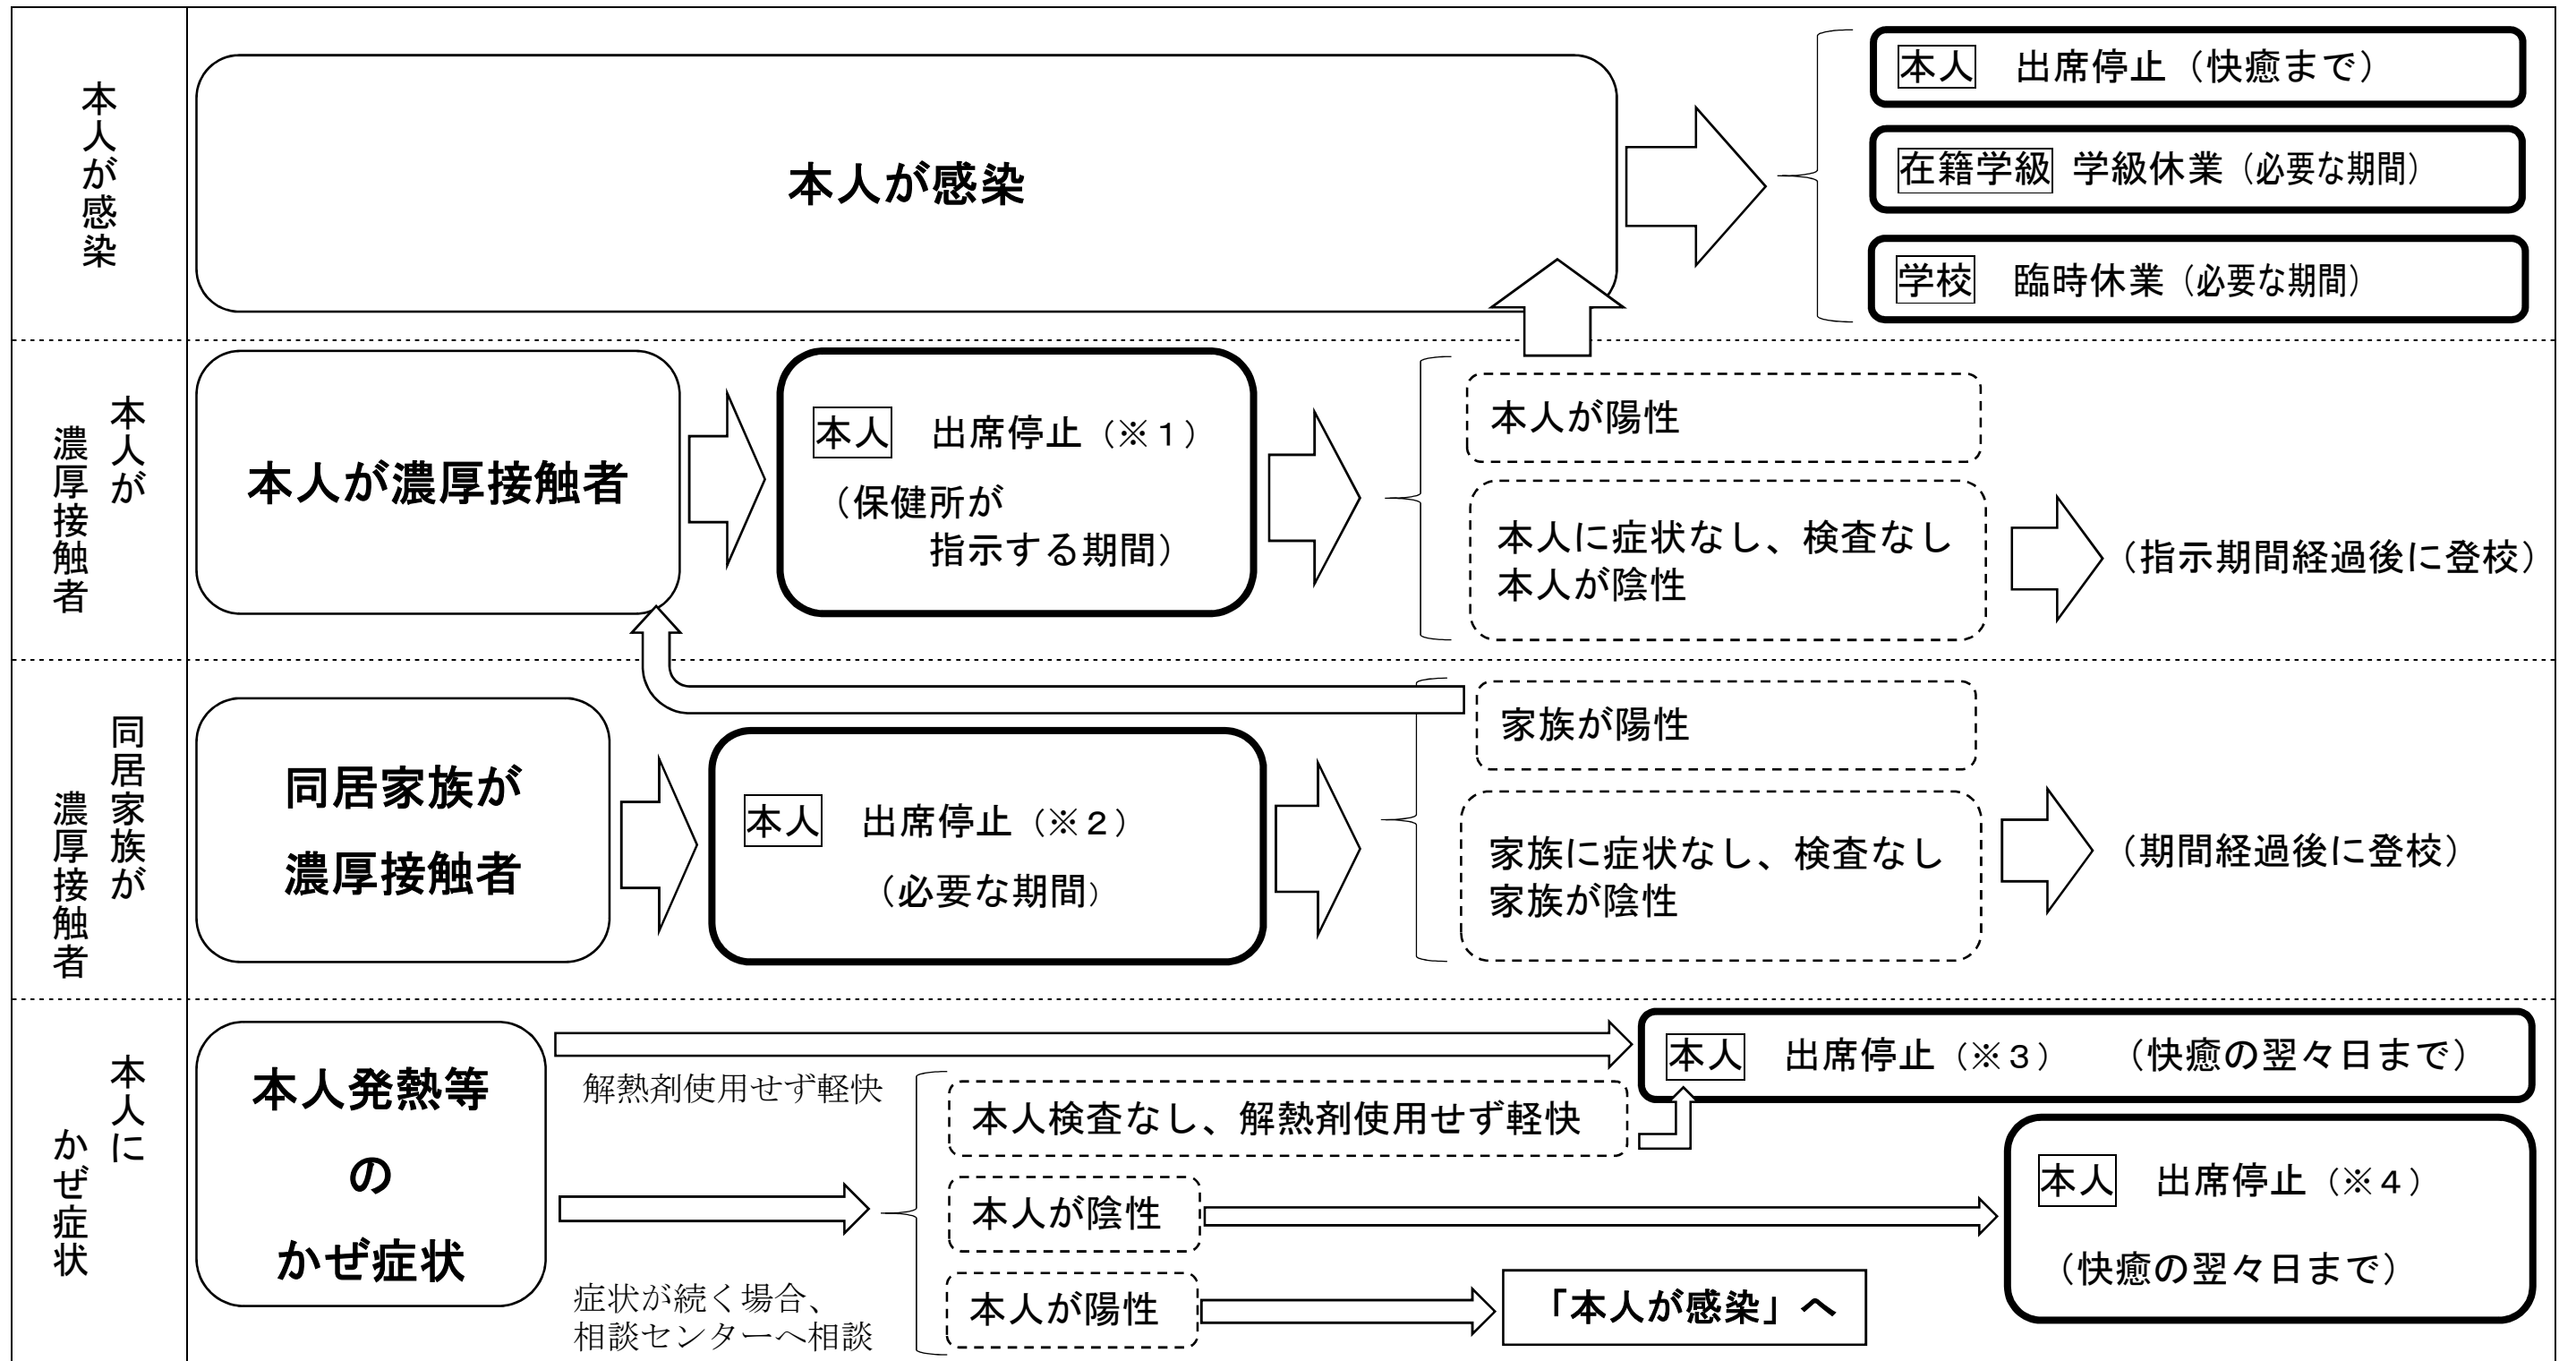 本人が感染
本人が感染
本人 出席停止（快癒まで）
在籍学級 学級休業（必要な期間）
学校 臨時休業（必要な期間）
本人が
濃厚接触者
本人が濃厚接触者
本人 出席停止（※１）
（保健所が
指示する期間）
本人が陽性
本人に症状なし、検査なし
本人が陰性
（指示期間経過後に登校）
同居家族が
濃厚接触者
同居家族が
濃厚接触者
本人 出席停止（※２）
（必要な期間）
家族が陽性
家族に症状なし、検査なし
家族が陰性
（期間経過後に登校）
本人に
かぜ症状
本人発熱等
の
かぜ症状
解熱剤使用せず軽快
本人 出席停止（※３） （快癒の翌々日まで）
症状が続く場合、
相談センターへ相談
本人検査なし、解熱剤使用せず軽快
本人が陰性
本人 出席停止（※４）
（快癒の翌々日まで）
本人が陽性
「本人が感染」へ